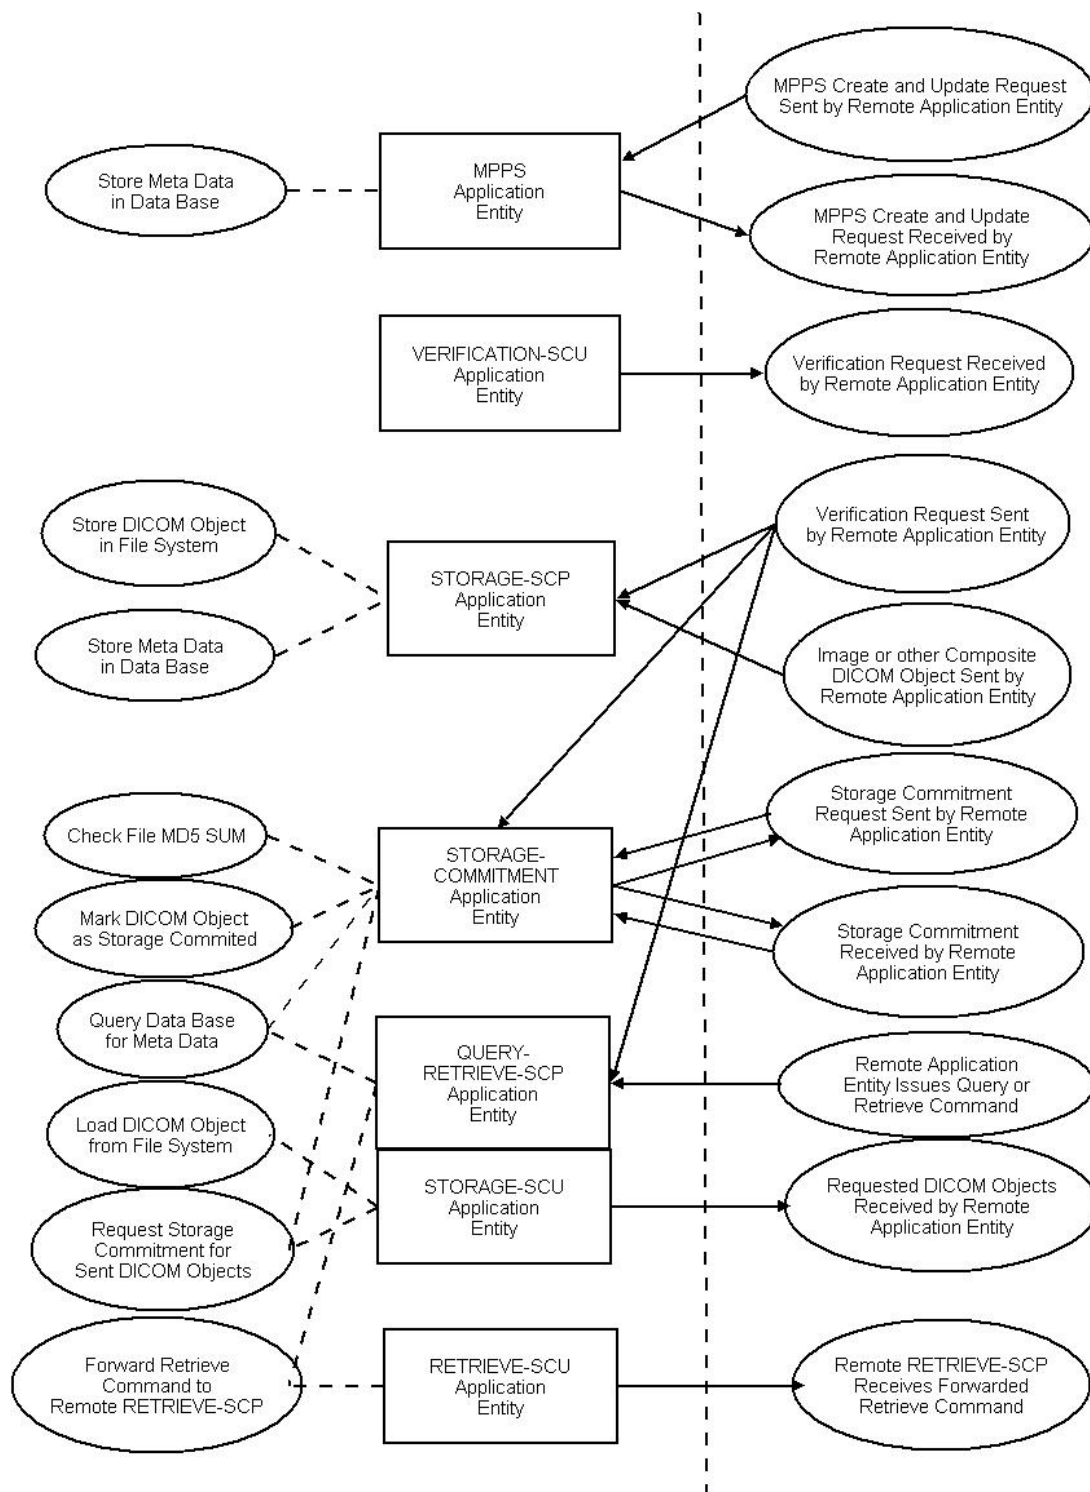 MPPS Create and Update Request
Sent by Remote Application Entity
MPPS
Application
Entity
Store Meta Data
in Data Base
MPPS Create and Update
Request Received by
Remote Application Entity
VERIFICATION-SCU
Application
Entity
Verification Request Received
by Remote Application Entity
Store DICOM Object
in File System
Verification Request Sent
by Remote Application Entity
STORAGE-SCP
Application
Entity
Store Meta Data
in Data Base
Image or other Composite
DICOM Object Sent by
Remote Application Entity
Check File MD5 SUM
Storage Commitment
Request Sent by Remote
Application Entity
STORAGE-
COMMITMENT
Application
Entity
Mark DICOM Object
as Storage Commited
Storage Commitment
Received by Remote
Application Entity
Query Data Base
for Meta Data
QUERY-
RETRIEVE-SCP
Application
Entity
Remote Application
Entity Issues Query or
Retrieve Command
Load DICOM Object
from File System
STORAGE-SCU
Application
Entity
Requested DICOM Objects
Received by Remote
Application Entity
Request Storage
Commitment for
Sent DICOM Objects
Forward Retrieve
Command to
Remote RETRIEVE-SCP
RETRIEVE-SCU
Application
Entity
Remote RETRIEVE-SCP
Receives Forwarded
Retrieve Command